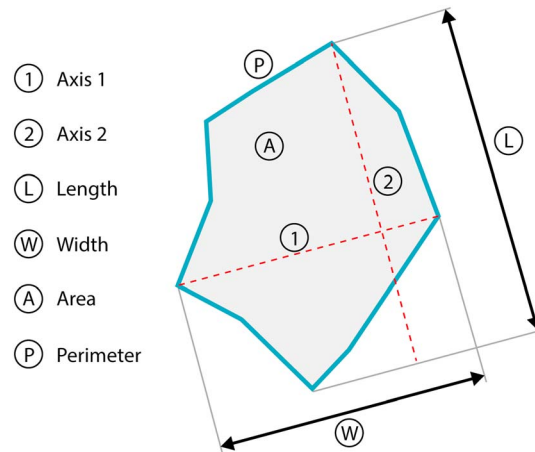 P
1 Axis 1
2 Axis 2
L Length
W Width
A Area
P Perimeter
A
L
2
1
W